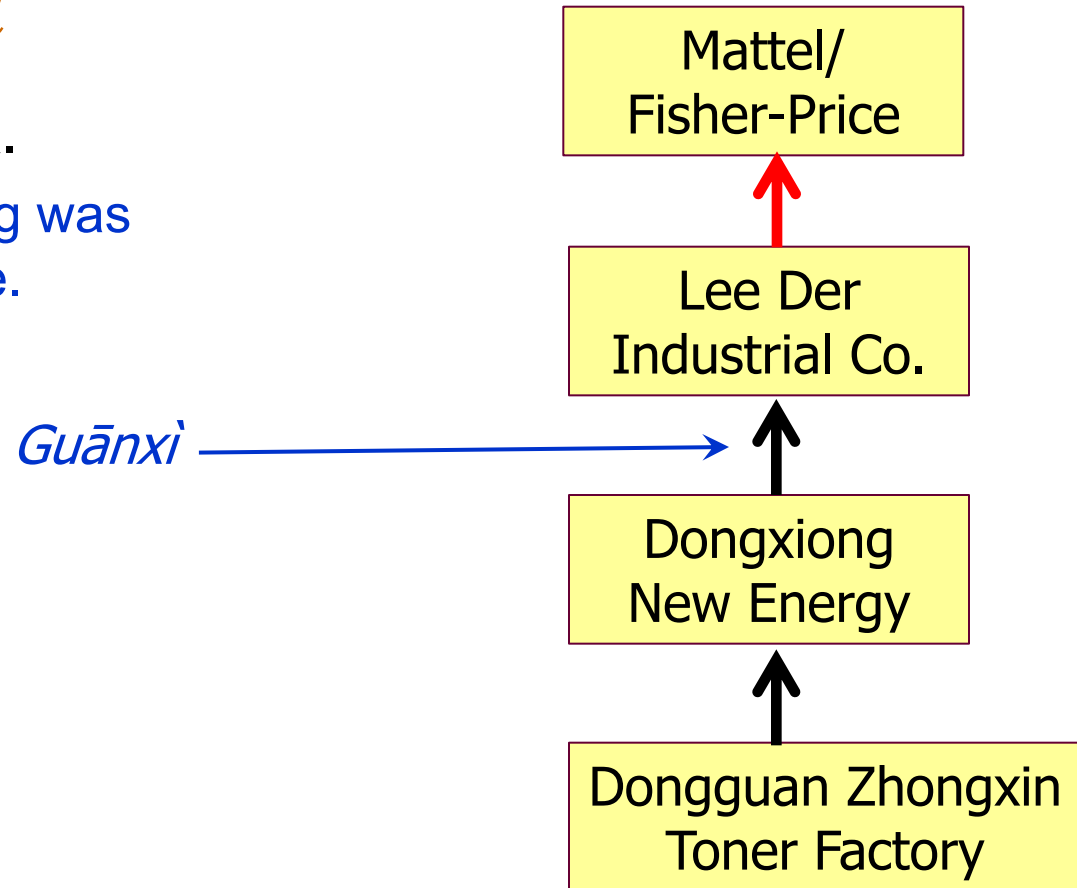 Mattel/
Fisher-Price
.
g was
e.
Lee Der
Industrial Co.
Guānxì
Dongxiong
New Energy
Dongguan Zhongxin
Toner Factory